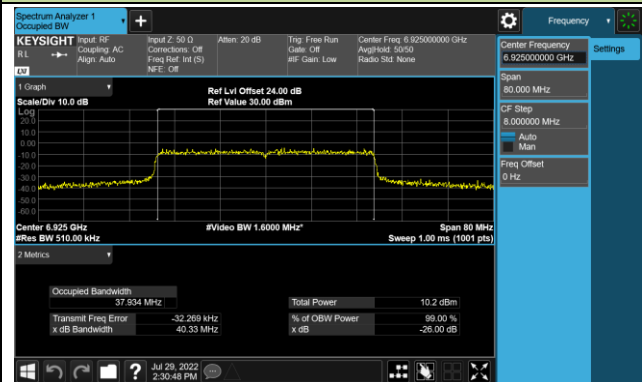 Spectrum Analyzer 1
Occupied BW
Frequency
KEYSIGHT
Input: RF
Coupling: AC
Align: Auto
Input Z: 50 Ω
Corrections: Off
Freq Ref: Int (S)
NFE: Off
Atten: 20 dB
Trig: Free Run
Gate: Off
#IF Gain: Low
Center Freq: 6.925000000 GHz
Avg|Hold: 50/50
Radio Std: None
RL
LXI
Center Frequency
6.925000000 GHz
Settings
Span
80.000 MHz
CF Step
8.000000 MHz
Auto
Man
Freq Offset
0 Hz
1 Graph
Scale/Div 10.0 dB
Ref Lvl Offset 24.00 dB
Ref Value 30.00 dBm
Log
20.0
10.0
0.00
-10.0
-20.0
-30.0
-40.0
-50.0
-60.0
Center 6.925 GHz
#Res BW 510.00 kHz
#Video BW 1.6000 MHz*
Span 80 MHz
Sweep 1.00 ms (1001 pts)
2 Metrics
Occupied Bandwidth
37.934 MHz
Transmit Freq Error -32.269 kHz
x dB Bandwidth 40.33 MHz
Total Power 10.2 dBm
% of OBW Power 99.00 %
x dB -26.00 dB
Jul 29, 2022
2:30:48 PM